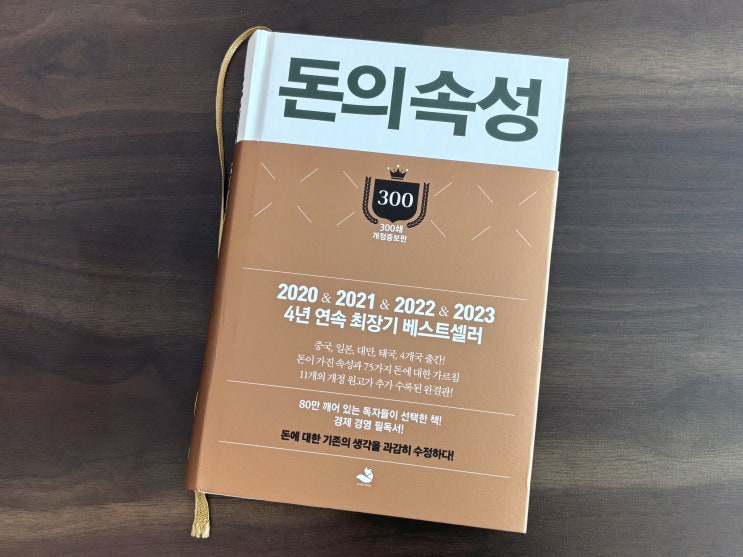 돈의 속성
300
300쇄
개정증보판
2020 & 2021 & 2022 & 2023
4년 연속 최장기 베스트셀러
중국, 일본, 대만, 태국, 4개국 출간!
돈이 가진 속성과 75가지 돈에 대한 가르침
11개의 개정 원고가 추가 수록된 완결판!
80만 깨어 있는 독자들이 선택한 책!
경제 경영 필독서!
돈에 대한 기존의 생각을 과감히 수정하다!